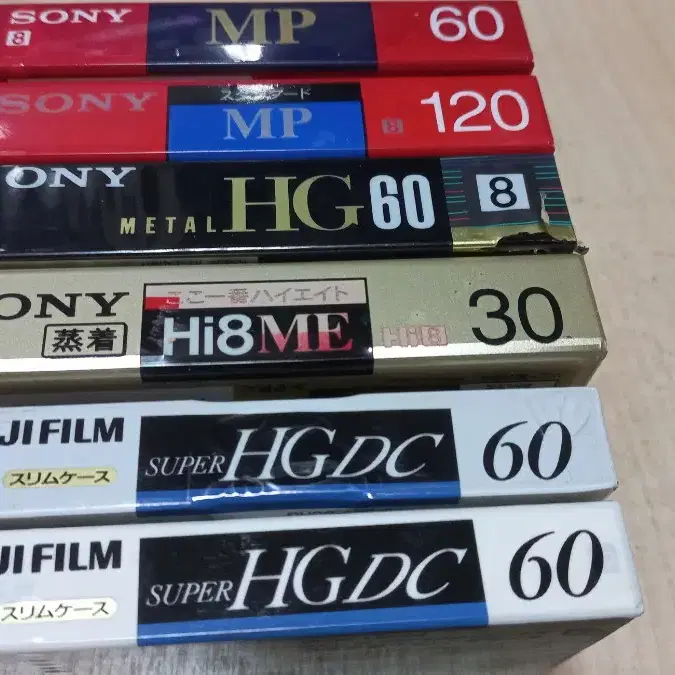 SONY MP 60
8
スタンダード
SONY MP 8 120
ONY METAL HG 60 8
ここ一番ハイエイト
ONY 蒸着 Hi8 ME Hi8 30
JIFILM SUPER HG DC 60
スリムケース
JIFILM SUPER HG DC 60
スリムケース